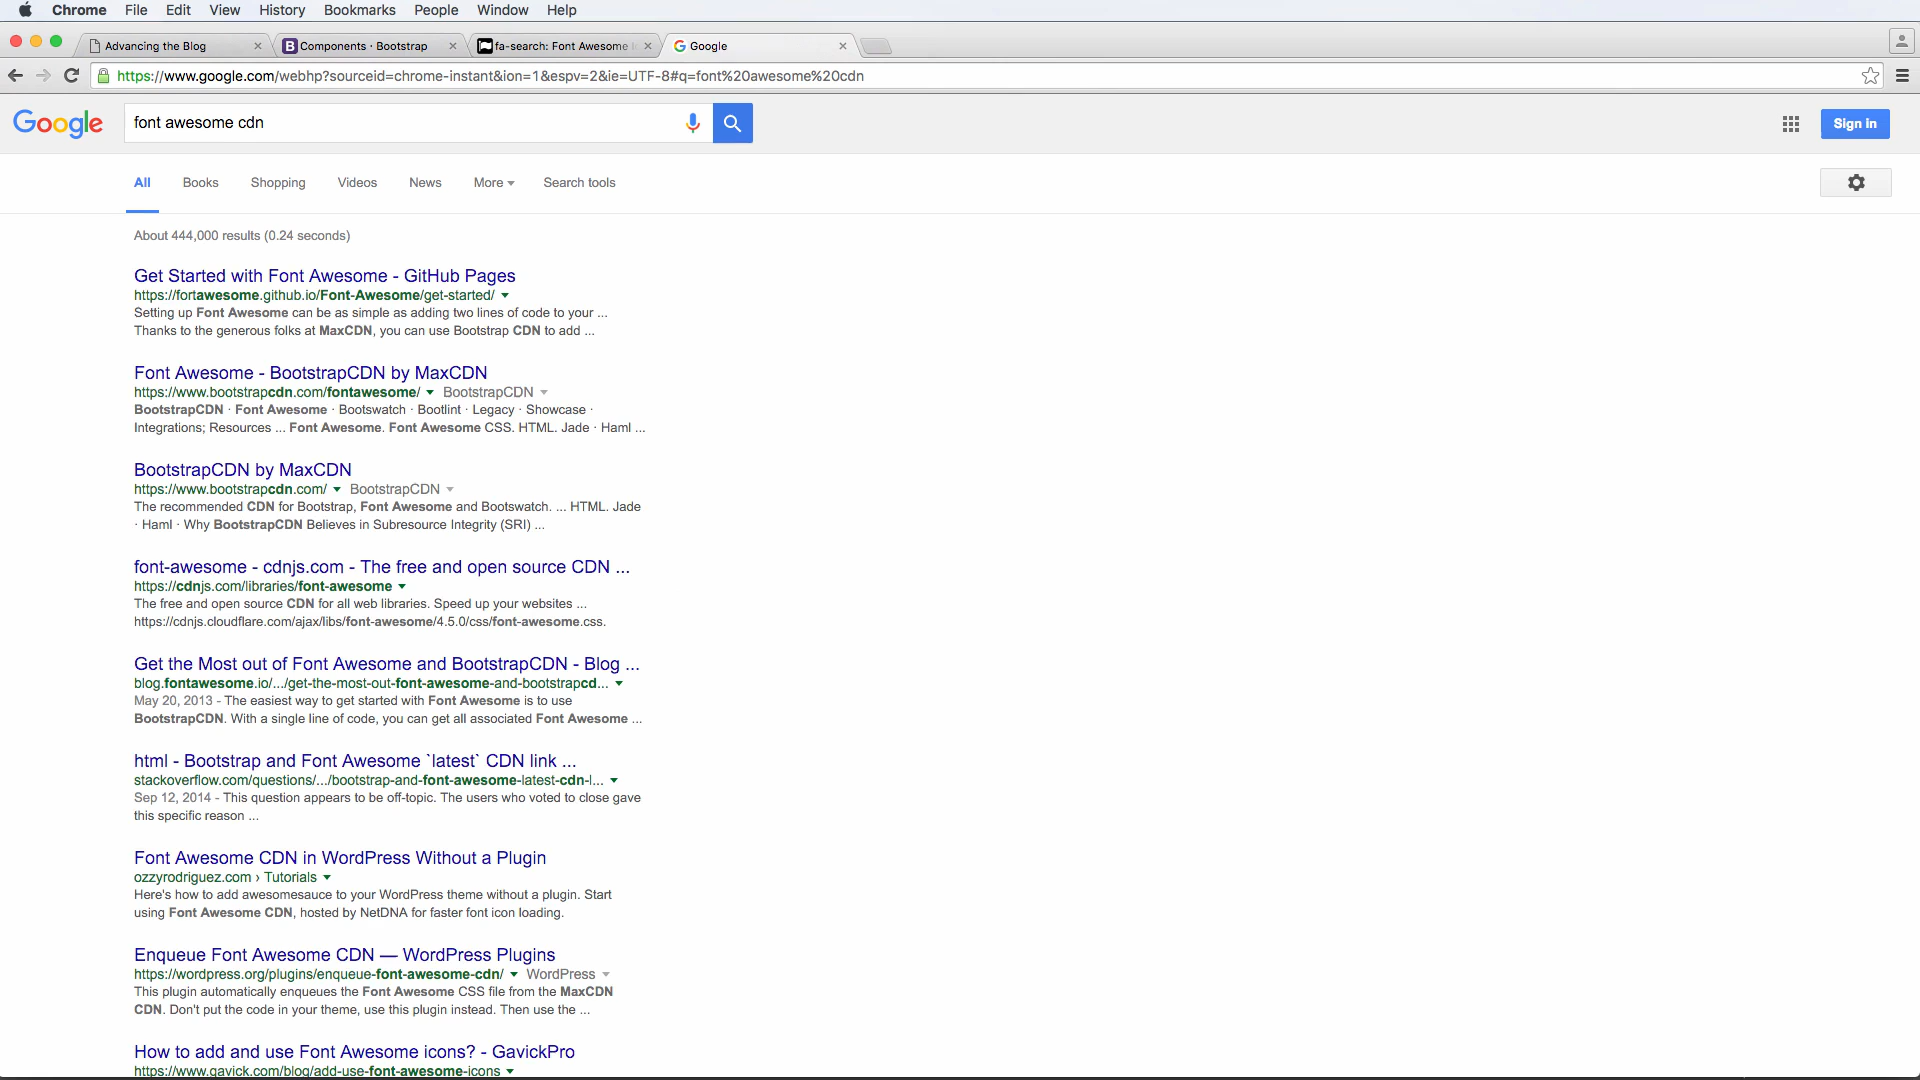 Chrome File Edit View History Bookmarks People Window Help
Advancing the Blog
Components · Bootstrap
fa-search: Font Awesome
Google
https://www.google.com/webhp?sourceid=chrome-instant&ion=1&espv=2&ie=UTF-8#q=font%20awesome%20cdn
Google font awesome cdn Sign in
All Books Shopping Videos News More Search tools
About 444,000 results (0.24 seconds)
Get Started with Font Awesome - GitHub Pages
https://fortawesome.github.io/Font-Awesome/get-started/
Setting up Font Awesome can be as simple as adding two lines of code to your ...
Thanks to the generous folks at MaxCDN, you can use Bootstrap CDN to add ...
Font Awesome - BootstrapCDN by MaxCDN
https://www.bootstrapcdn.com/fontawesome/ BootstrapCDN
BootstrapCDN · Font Awesome · Bootswatch · Bootlint · Legacy · Showcase ·
Integrations; Resources ... Font Awesome. Font Awesome CSS. HTML. Jade · Haml ...
BootstrapCDN by MaxCDN
https://www.bootstrapcdn.com/ BootstrapCDN
The recommended CDN for Bootstrap, Font Awesome and Bootswatch. ... HTML. Jade
· Haml · Why BootstrapCDN Believes in Subresource Integrity (SRI) ...
font-awesome - cdnjs.com - The free and open source CDN ...
https://cdnjs.com/libraries/font-awesome
The free and open source CDN for all web libraries. Speed up your websites ...
https://cdnjs.cloudflare.com/ajax/libs/font-awesome/4.5.0/css/font-awesome.css.
Get the Most out of Font Awesome and BootstrapCDN - Blog ...
blog.fontawesome.io/.../get-the-most-out-font-awesome-and-bootstrapcd...
May 20, 2013 - The easiest way to get started with Font Awesome is to use
BootstrapCDN. With a single line of code, you can get all associated Font Awesome ...
html - Bootstrap and Font Awesome `latest` CDN link ...
stackoverflow.com/questions/.../bootstrap-and-font-awesome-latest-cdn-l...
Sep 12, 2014 - This question appears to be off-topic. The users who voted to close gave
this specific reason ...
Font Awesome CDN in WordPress Without a Plugin
ozzyrodriguez.com › Tutorials
Here's how to add awesomesauce to your WordPress theme without a plugin. Start
using Font Awesome CDN, hosted by NetDNA for faster font icon loading.
Enqueue Font Awesome CDN — WordPress Plugins
https://wordpress.org/plugins/enqueue-font-awesome-cdn/ WordPress
This plugin automatically enqueues the Font Awesome CSS file from the MaxCDN
CDN. Don't put the code in your theme, use this plugin instead. Then use the ...
How to add and use Font Awesome icons? - GavickPro
https://www.gavick.com/blog/add-use-font-awesome-icons